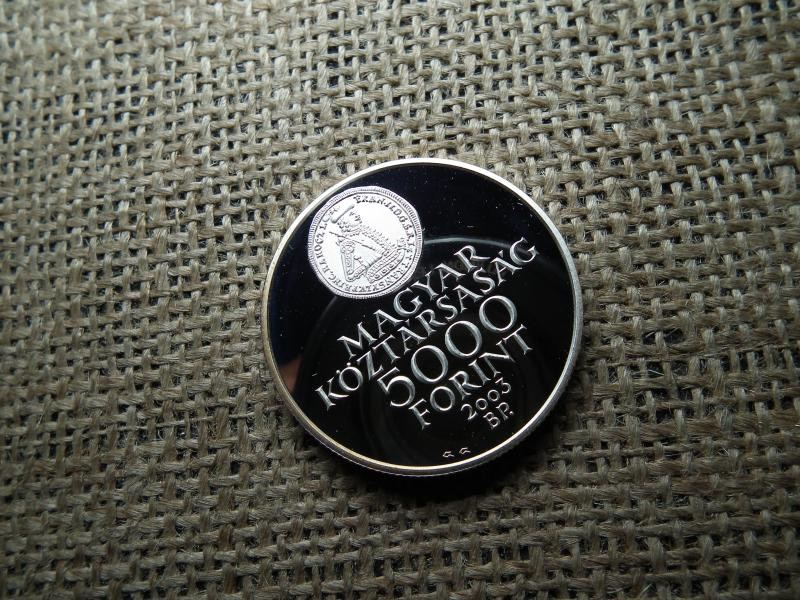 MAGYAR
KÖZTÁRSASÁG
5000
FORINT
2003
BP.